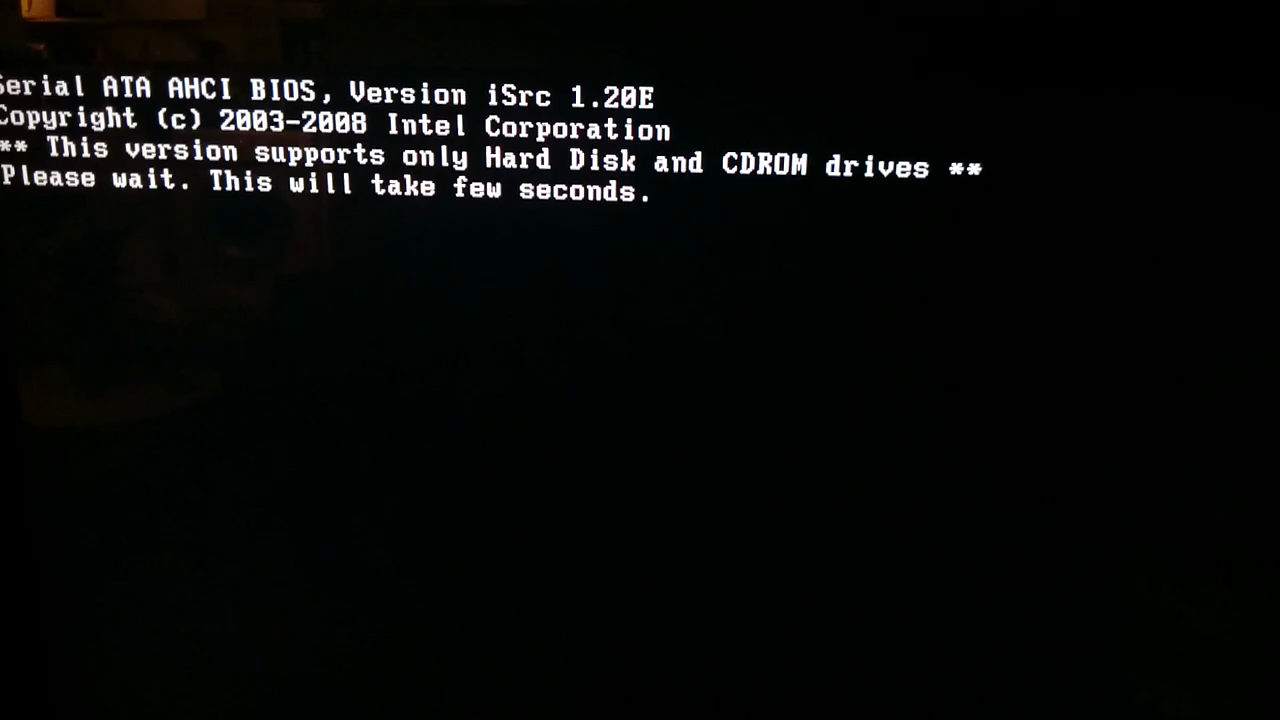 Serial ATA AHCI BIOS, Version iSrc 1.20E
Copyright (c) 2003-2008 Intel Corporation
** This version supports only Hard Disk and CDROM drives **
Please wait. This will take few seconds.